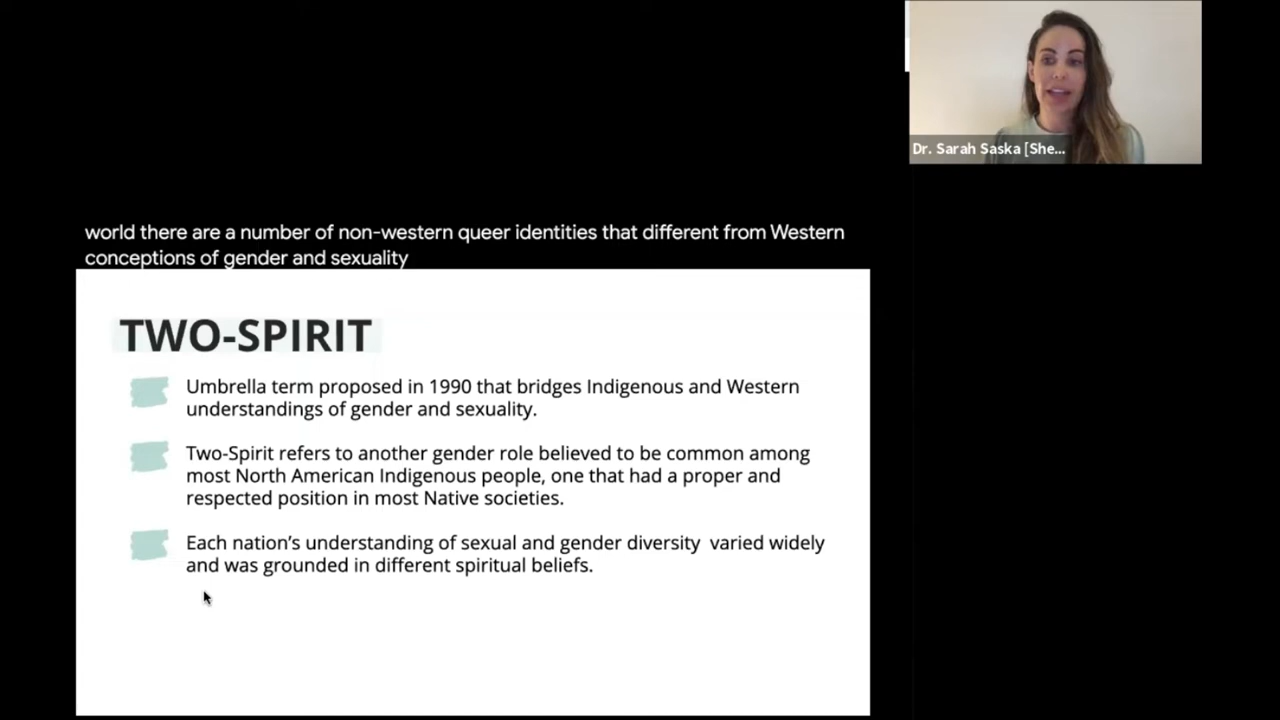 Dr. Sarah Saska [She...
world there are a number of non-western queer identities that different from Western
conceptions of gender and sexuality
TWO-SPIRIT
Umbrella term proposed in 1990 that bridges Indigenous and Western
understandings of gender and sexuality.
Two-Spirit refers to another gender role believed to be common among
most North American Indigenous people, one that had a proper and
respected position in most Native societies.
Each nation's understanding of sexual and gender diversity  varied widely
and was grounded in different spiritual beliefs.